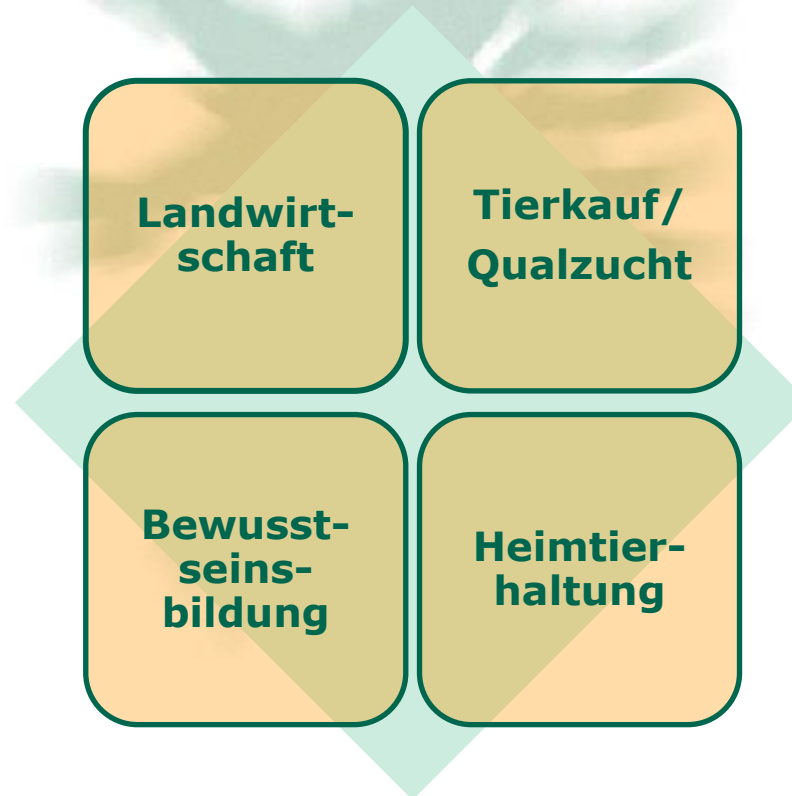 Landwirt-
schaft
Tierkauf/
Qualzucht
Bewusst-
seins-
bildung
Heimtier-
haltung